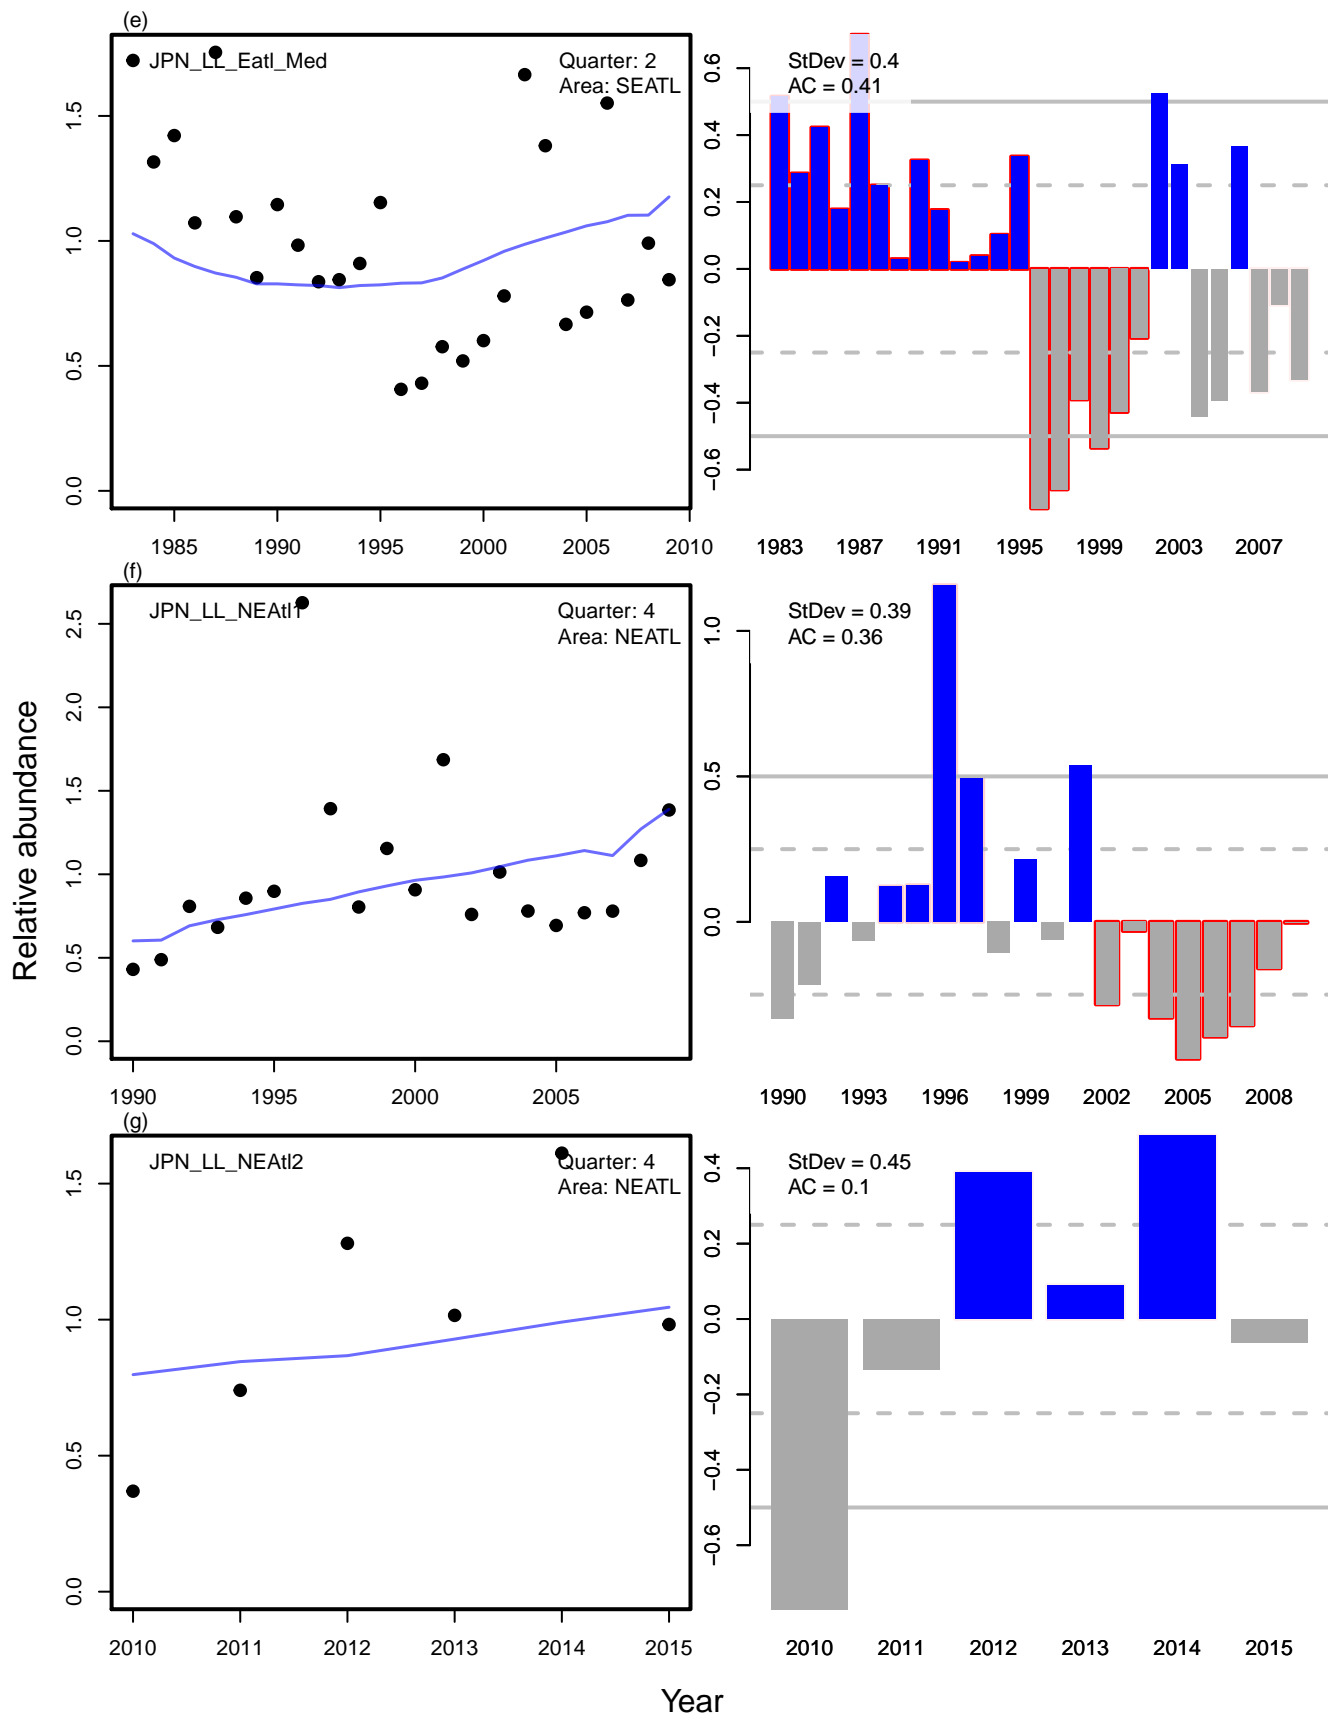 (e)
JPN_LL_Eatl_Med
Quarter: 2
Area: SEATL
0.0 0.5 1.0 1.5
1985 1990 1995 2000 2005 2010
StDev = 0.4
AC = 0.41
−0.6 −0.4 −0.2 0.0 0.2 0.4 0.6
1983 1987 1991 1995 1999 2003 2007
(f)
JPN_LL_NEAtl1
Quarter: 4
Area: NEATL
0.0 0.5 1.0 1.5 2.0 2.5
1990 1995 2000 2005
StDev = 0.39
AC = 0.36
0.0 0.5 1.0
1990 1993 1996 1999 2002 2005 2008
Relative abundance
(g)
JPN_LL_NEAtl2
Quarter: 4
Area: NEATL
0.0 0.5 1.0 1.5
2010 2011 2012 2013 2014 2015
StDev = 0.45
AC = 0.1
−0.6 −0.4 −0.2 0.0 0.2 0.4
2010 2011 2012 2013 2014 2015
Year